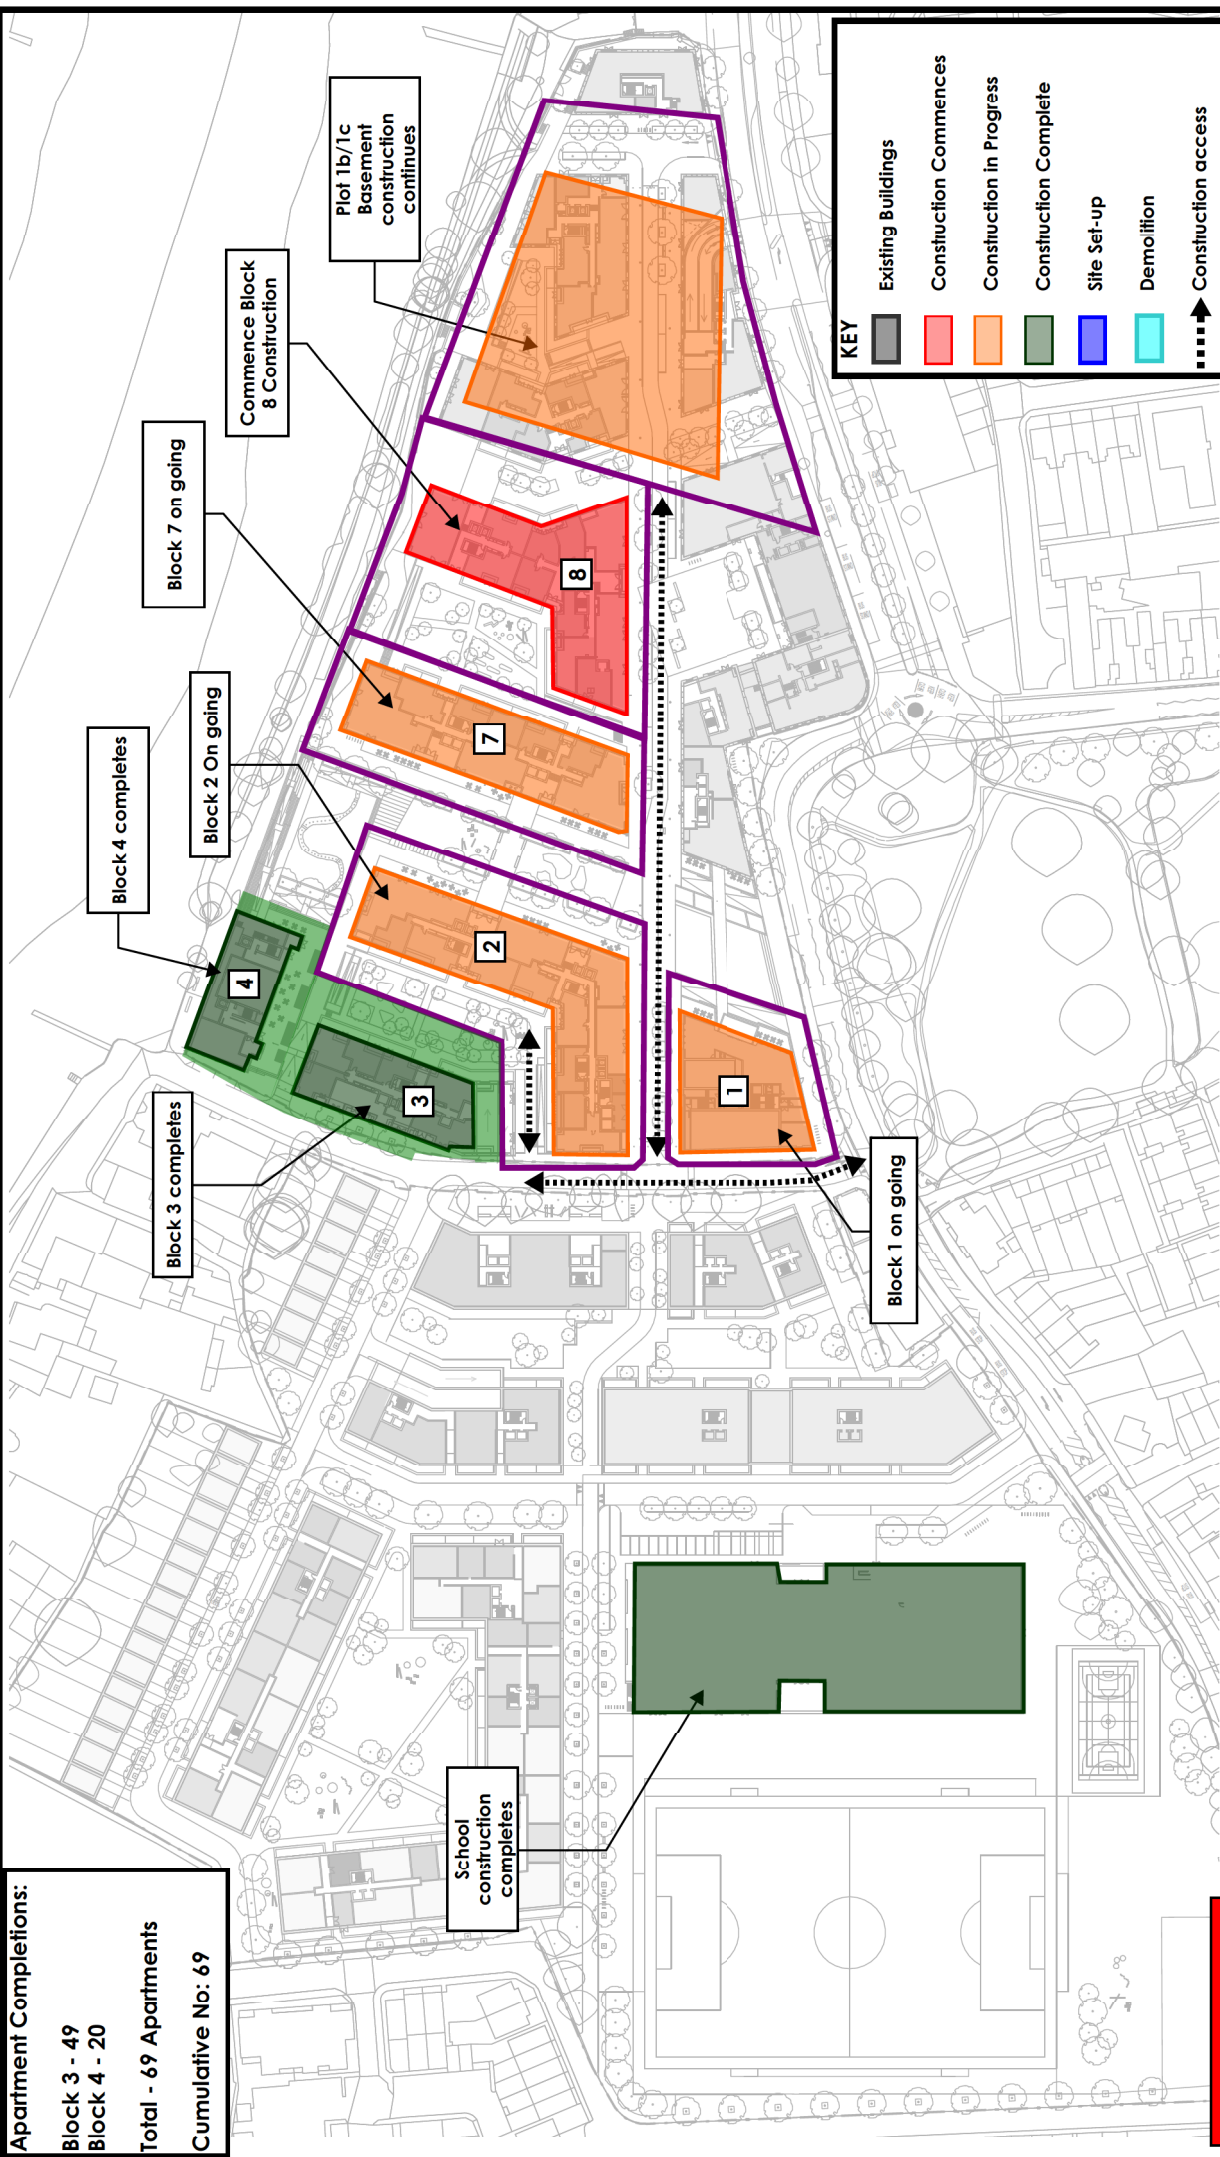 Apartment Completions:
Block 3 - 49
Block 4 - 20
Total - 69 Apartments
Cumulative No: 69
Block 3 completes
Block 4 completes
Block 2 On going
Block 7 on going
Commence Block
8 Construction
Plot 1b/1c
Basement
construction
continues
4
3
2
7
8
1
School
construction
completes
Block 1 on going
KEY
Existing Buildings
Construction Commences
Construction in Progress
Construction Complete
Site Set-up
Demolition
Construction access